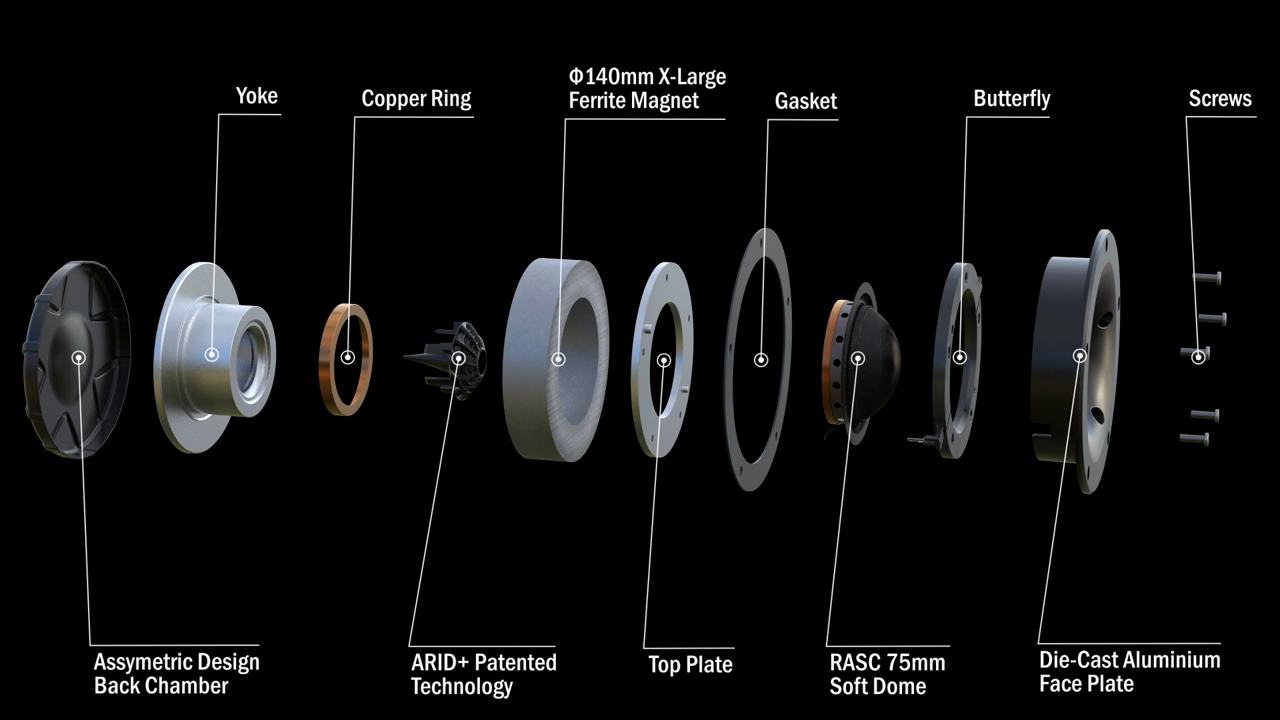 Yoke
Copper Ring
Φ140mm X-Large
Ferrite Magnet
Gasket
Butterfly
Screws
Assymetric Design
Back Chamber
ARID+ Patented
Technology
Top Plate
RASC 75mm
Soft Dome
Die-Cast Aluminium
Face Plate